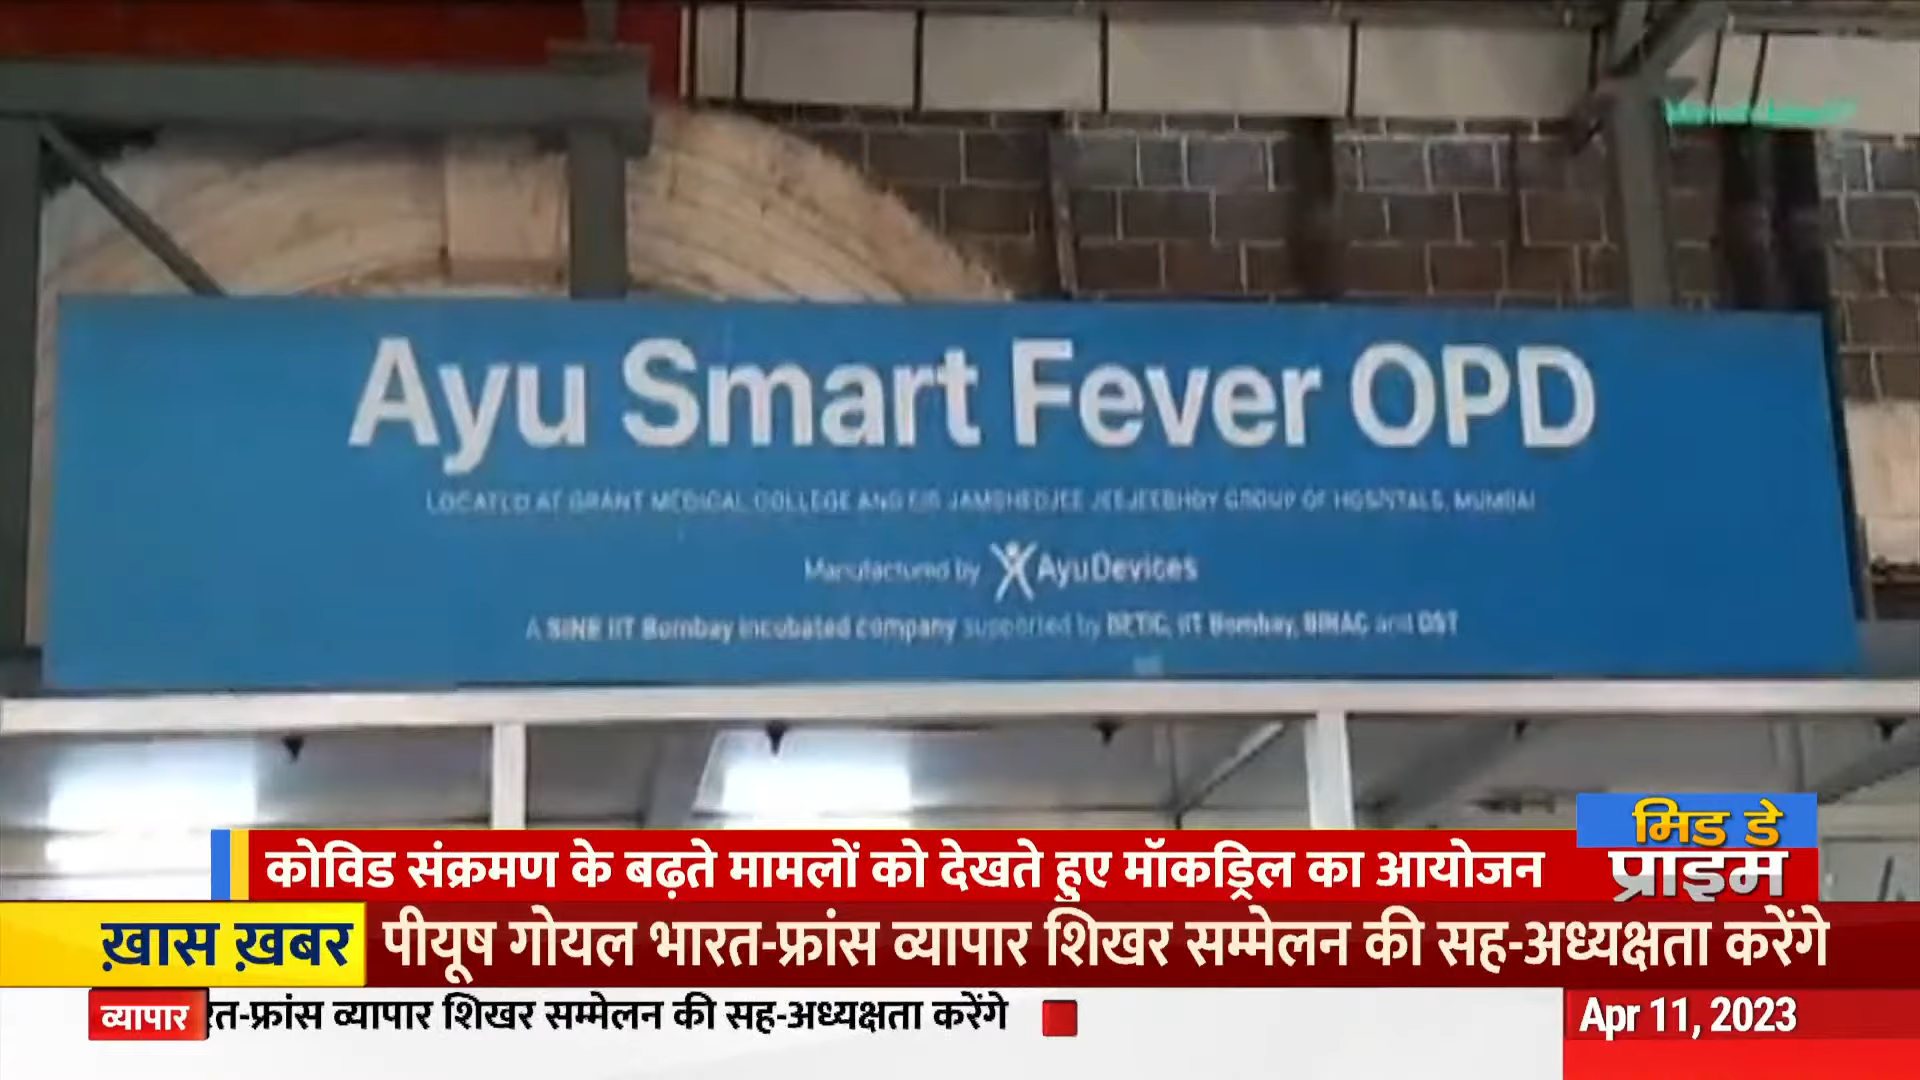 Ayu Smart Fever OPD
LOCATED AT GRANT MEDICAL COLLEGE AND SIR JAMSHEDJEE JEEJEEBHOY GROUP OF HOSPITALS, MUMBAI
Manufactured by AyuDevices
A SINE IIT Bombay incubated company supported by BETIC, IIT Bombay, BIRAC and DST
मिड डे
प्राइम
कोविड संक्रमण के बढ़ते मामलों को देखते हुए मॉकड्रिल का आयोजन
ख़ास ख़बर पीयूष गोयल भारत-फ्रांस व्यापार शिखर सम्मेलन की सह-अध्यक्षता करेंगे
व्यापार रत-फ्रांस व्यापार शिखर सम्मेलन की सह-अध्यक्षता करेंगे Apr 11, 2023